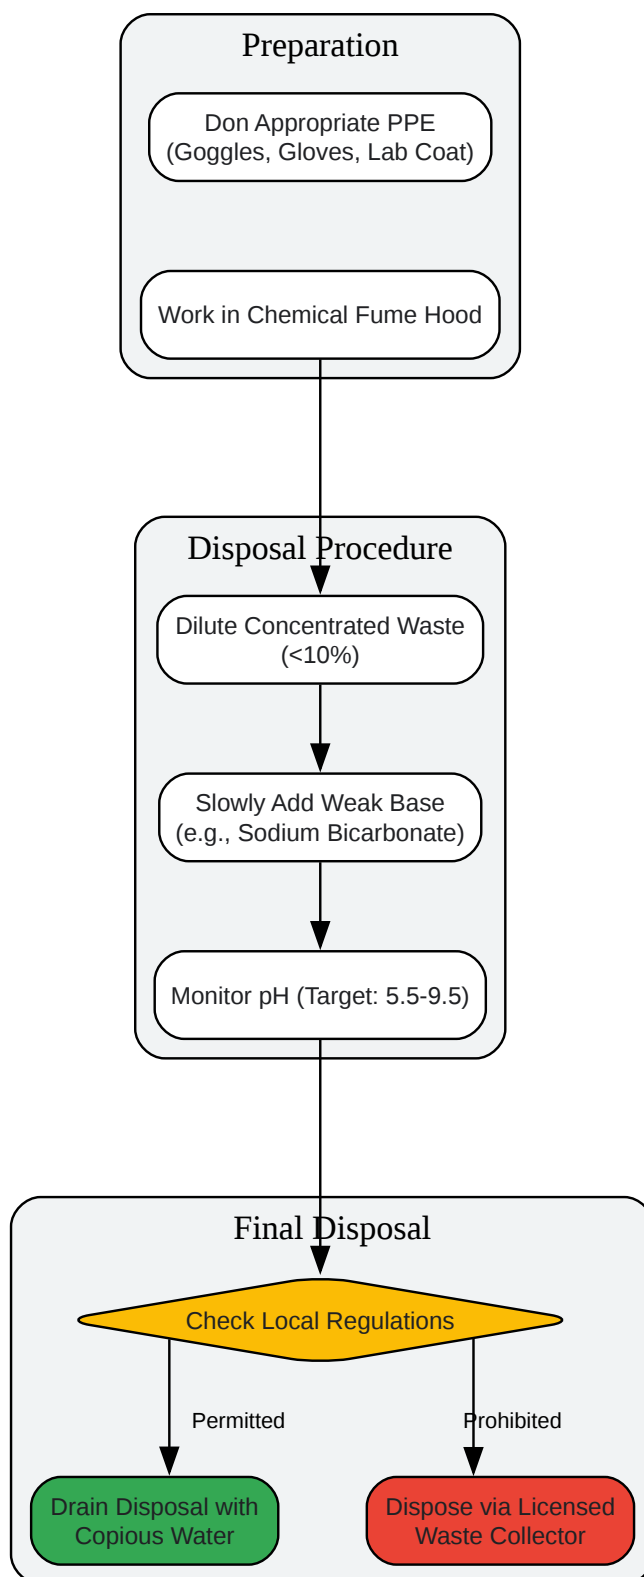 Preparation
Don Appropriate PPE
(Goggles, Gloves, Lab Coat)
Work in Chemical Fume Hood
Disposal Procedure
Dilute Concentrated Waste
(<10%)
Slowly Add Weak Base
(e.g., Sodium Bicarbonate)
Monitor pH (Target: 5.5-9.5)
Final Disposal
Check Local Regulations
Permitted
Prohibited
Drain Disposal with
Copious Water
Dispose via Licensed
Waste Collector